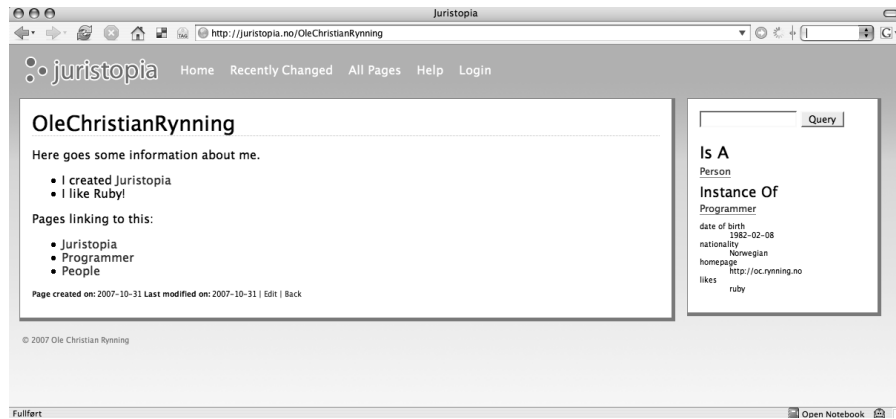 Juristopia
http://juristopia.no/OleChristianRynning
G
juristopia Home Recently Changed All Pages Help Login
OleChristianRynning
Here goes some information about me.
I created Juristopia
I like Ruby!
Pages linking to this:
Juristopia
Programmer
People
Page created on: 2007-10-31 Last modified on: 2007-10-31 | Edit | Back
Query
Is A
Person
Instance Of
Programmer
date of birth
1982-02-08
nationality
Norwegian
homepage
http://oc.rynning.no
likes
ruby
© 2007 Ole Christian Rynning
Fullført
Open Notebook